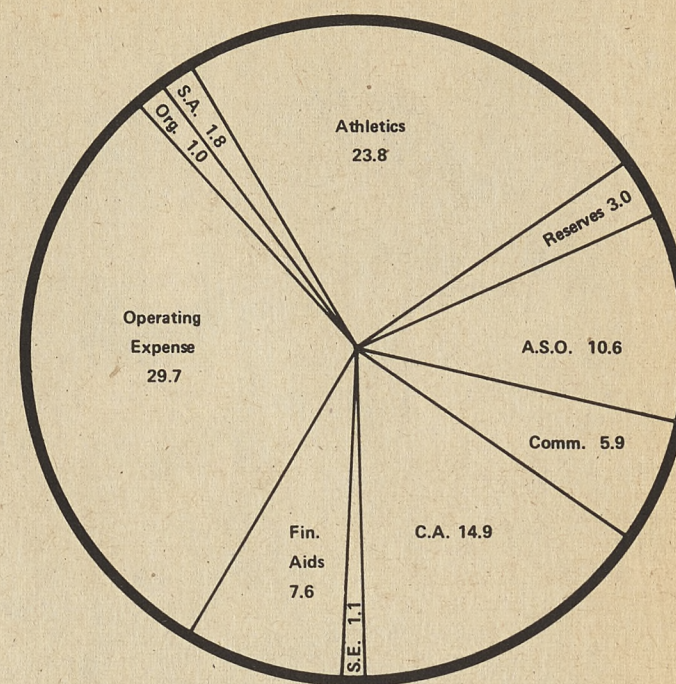 S.A. 1.8
Org. 1.0
Athletics
23.8
Reserves 3.0
Operating
Expense
29.7
A.S.O. 10.6
Comm. 5.9
Fin.
Aids
7.6
C.A. 14.9
S.E. 1.1